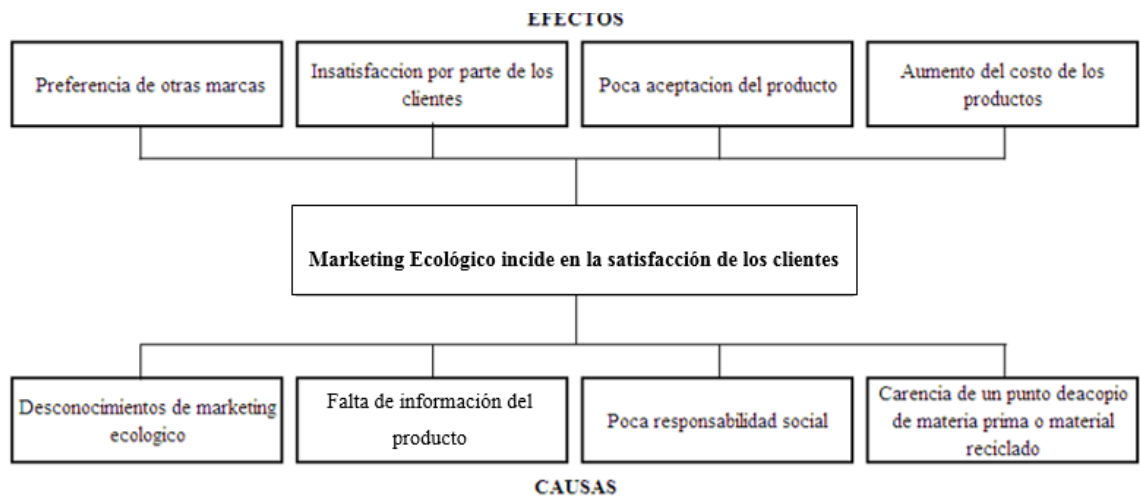 EFECTOS
Preferencia de otras marcas
Insatisfaccion por parte de los
clientes
Poca aceptacion del producto
Aumento del costo de los
productos
Marketing Ecológico incide en la satisfacción de los clientes
Desconocimientos de marketing
ecologico
Falta de información del
producto
Poca responsabilidad social
Carencia de un punto deacopio
de materia prima o material
reciclado
CAUSAS